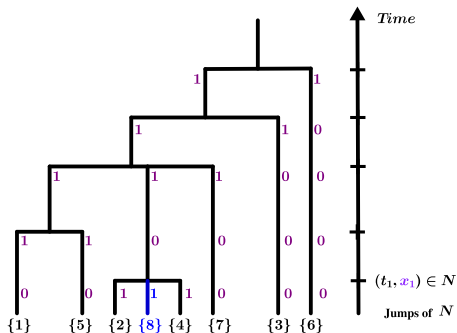 Time
1 1
1 0
1 1 1 0 0
1 1 0 0 0 0
(t₁, x₁) ∈ N
0 0 1 1 1 0 0 0
{1} {5} {2} {8} {4} {7} {3} {6}
Jumps of N